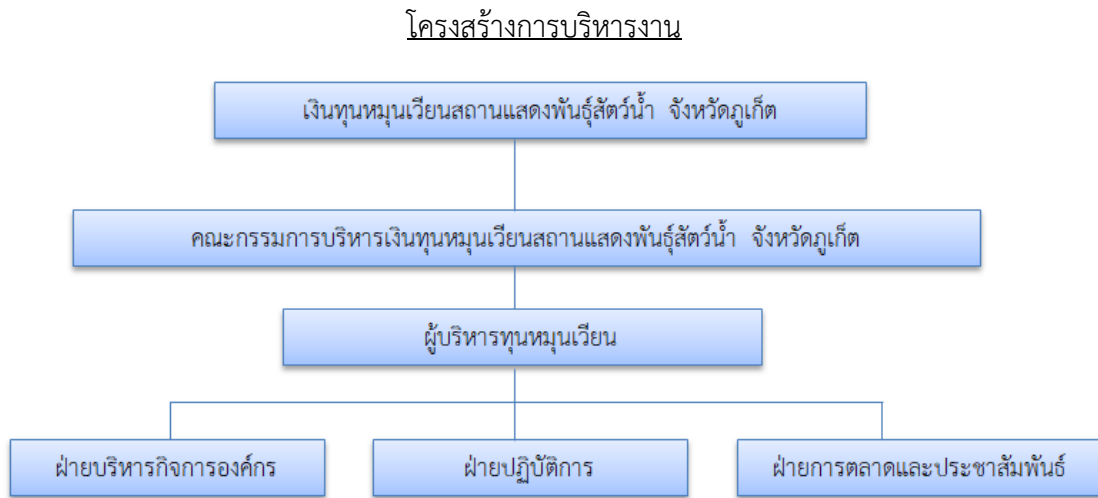 โครงสร้างการบริหารงาน
เงินทุนหมุนเวียนสถานแสดงพันธุ์สัตว์น้ำ จังหวัดภูเก็ต
คณะกรรมการบริหารเงินทุนหมุนเวียนสถานแสดงพันธุ์สัตว์น้ำ จังหวัดภูเก็ต
ผู้บริหารทุนหมุนเวียน
ฝ่ายบริหารกิจการองค์กร
ฝ่ายปฏิบัติการ
ฝ่ายการตลาดและประชาสัมพันธ์